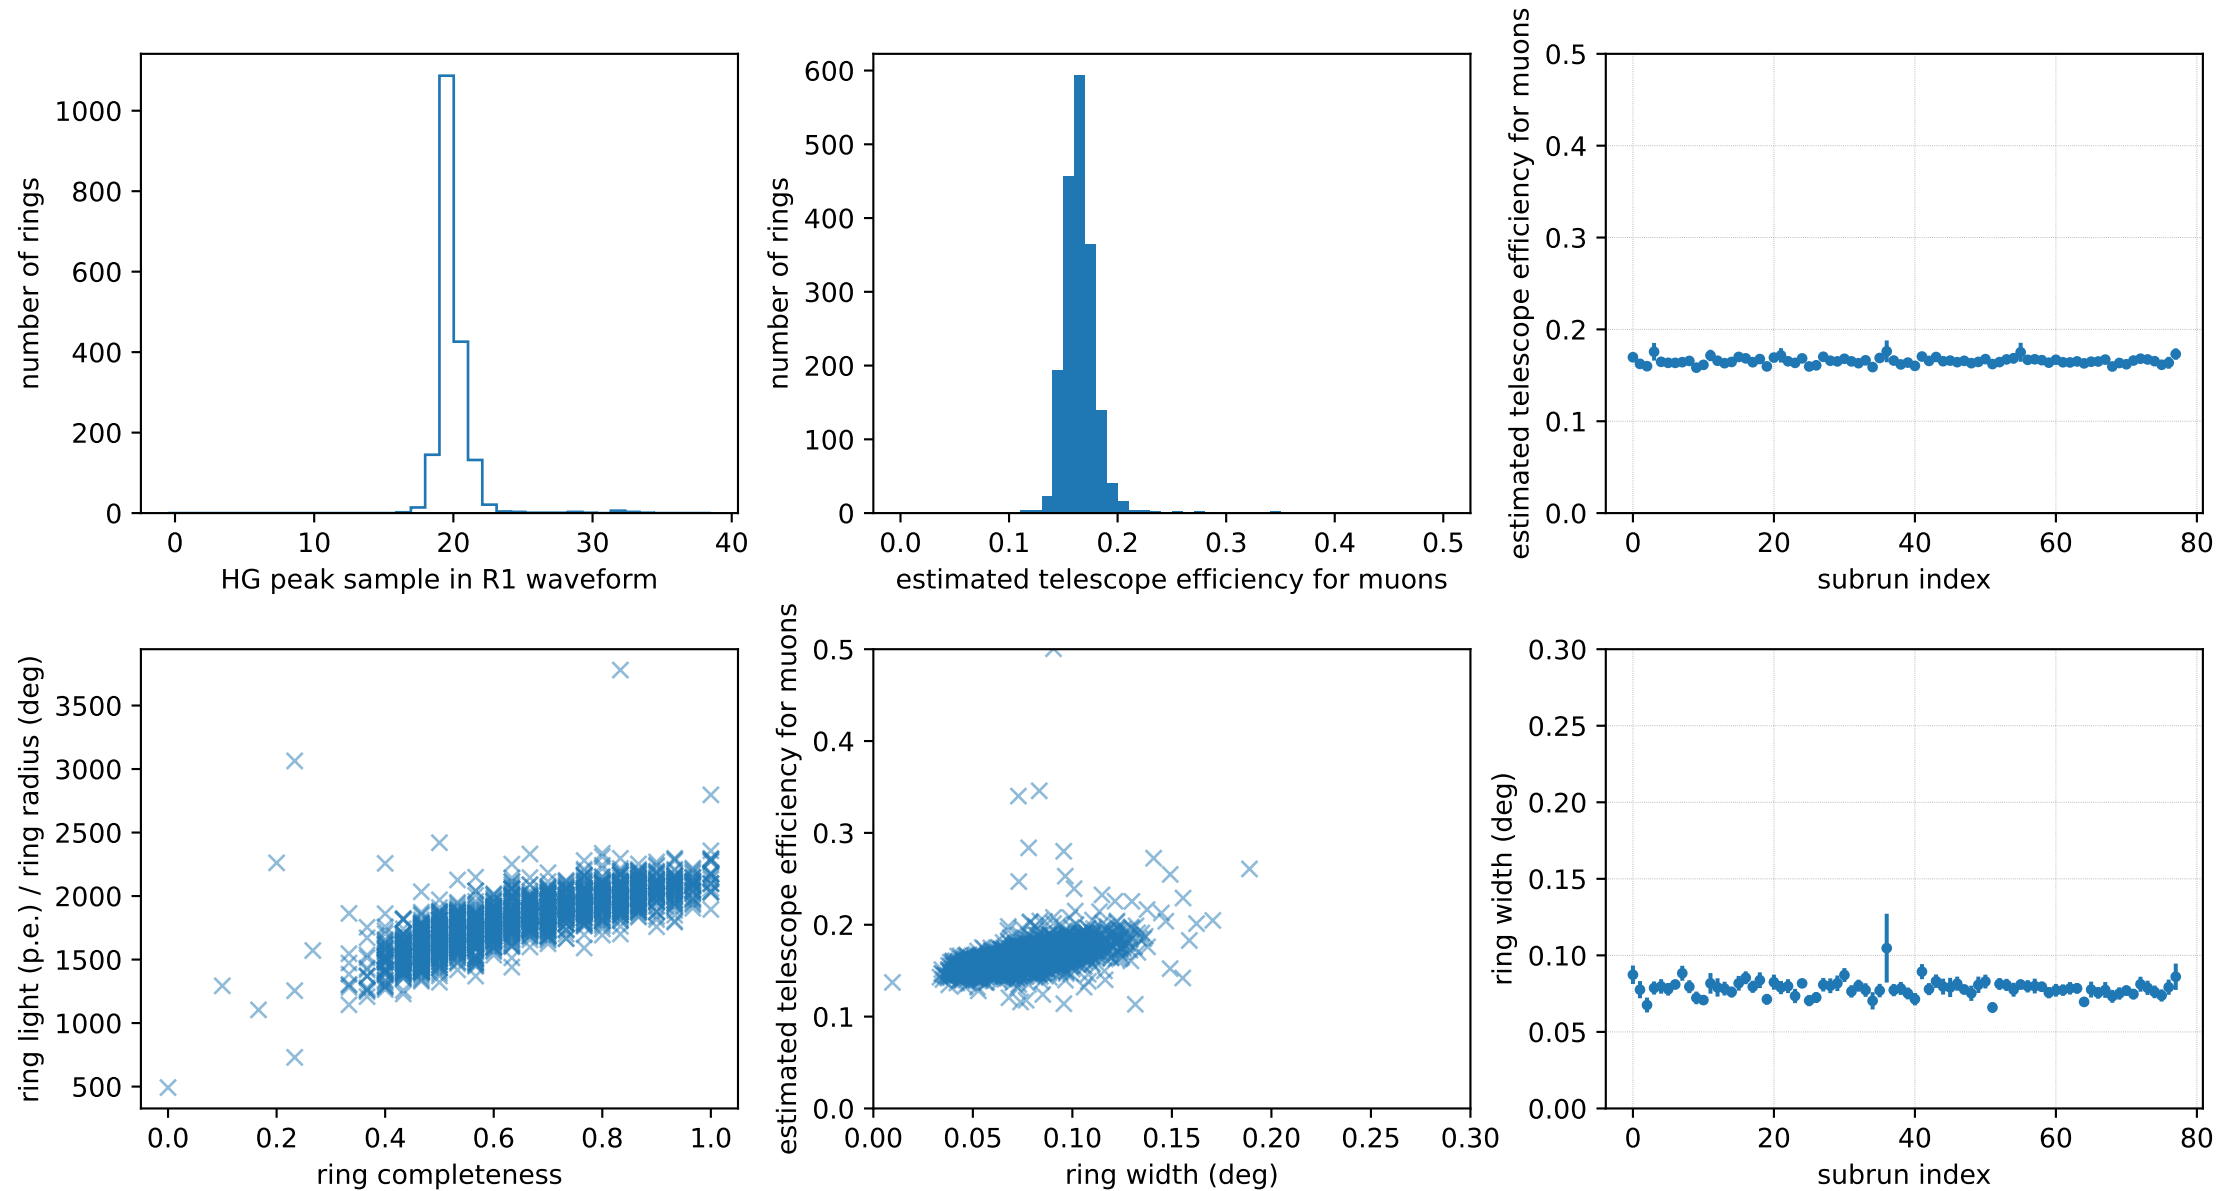 number of rings
1000
800
600
400
200
0
0 10 20 30 40
HG peak sample in R1 waveform
number of rings
600
500
400
300
200
100
0
0.0 0.1 0.2 0.3 0.4 0.5
estimated telescope efficiency for muons
estimated telescope efficiency for muons
0.5
0.4
0.3
0.2
0.1
0.0
0 20 40 60 80
subrun index
ring light (p.e.) / ring radius (deg)
3500
3000
2500
2000
1500
1000
500
0.0 0.2 0.4 0.6 0.8 1.0
ring completeness
estimated telescope efficiency for muons
0.5
0.4
0.3
0.2
0.1
0.0
0.00 0.05 0.10 0.15 0.20 0.25 0.30
ring width (deg)
ring width (deg)
0.30
0.25
0.20
0.15
0.10
0.05
0.00
0 20 40 60 80
subrun index